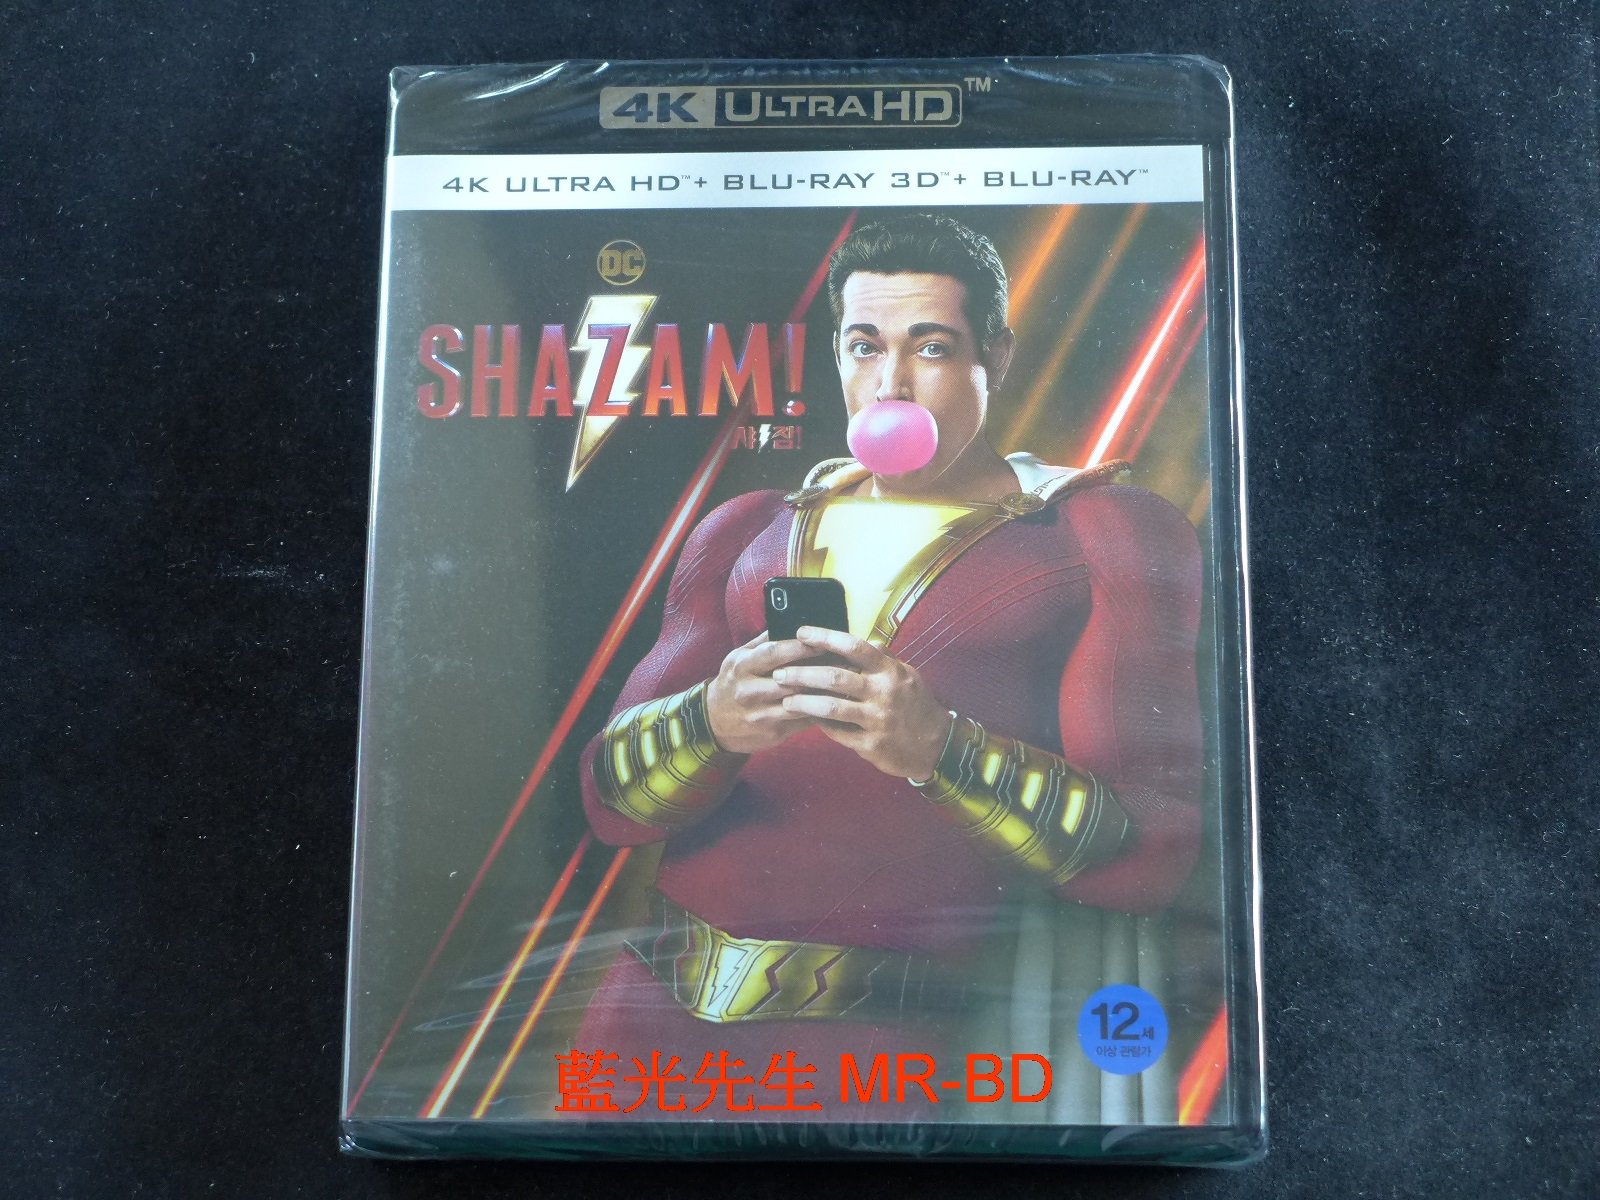 4K ULTRA HD™
4K ULTRA HD™ + BLU-RAY 3D™ + BLU-RAY™
DC
SHAZAM!
샤잠!
12세
이상 관람가
藍光先生 MR-BD